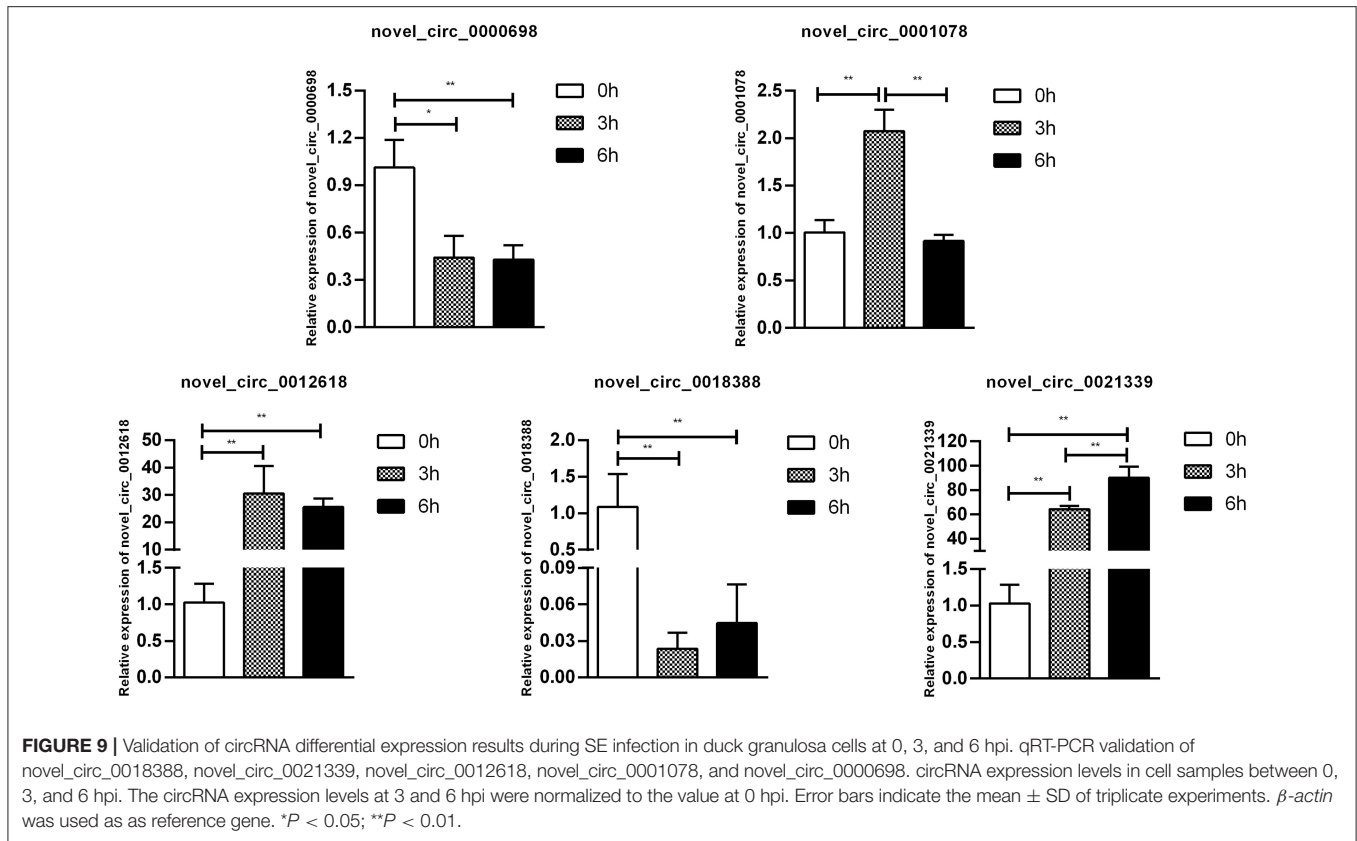 novel_circ_0000698
Relative expression of novel_circ_0000698
1.5
1.2
0.9
0.6
0.3
0.0
**
*
0h
3h
6h
novel_circ_0001078
Relative expression of novel_circ_0001078
2.5
2.0
1.5
1.0
0.5
0.0
**
**
0h
3h
6h
novel_circ_0012618
Relative expression of novel_circ_0012618
50
40
30
20
10
1.5
1.0
0.5
0.0
**
**
0h
3h
6h
novel_circ_0018388
Relative expression of novel_circ_0018388
2.0
1.5
1.0
0.5
0.09
0.06
0.03
0.00
**
**
0h
3h
6h
novel_circ_0021339
Relative expression of novel_circ_0021339
120
100
80
60
40
1.5
1.0
0.5
0.0
**
**
**
0h
3h
6h
FIGURE 9 | Validation of circRNA differential expression results during SE infection in duck granulosa cells at 0, 3, and 6 hpi. qRT-PCR validation of
novel_circ_0018388, novel_circ_0021339, novel_circ_0012618, novel_circ_0001078, and novel_circ_0000698. circRNA expression levels in cell samples between 0,
3, and 6 hpi. The circRNA expression levels at 3 and 6 hpi were normalized to the value at 0 hpi. Error bars indicate the mean ± SD of triplicate experiments. β-actin
was used as as reference gene. *P < 0.05; **P < 0.01.